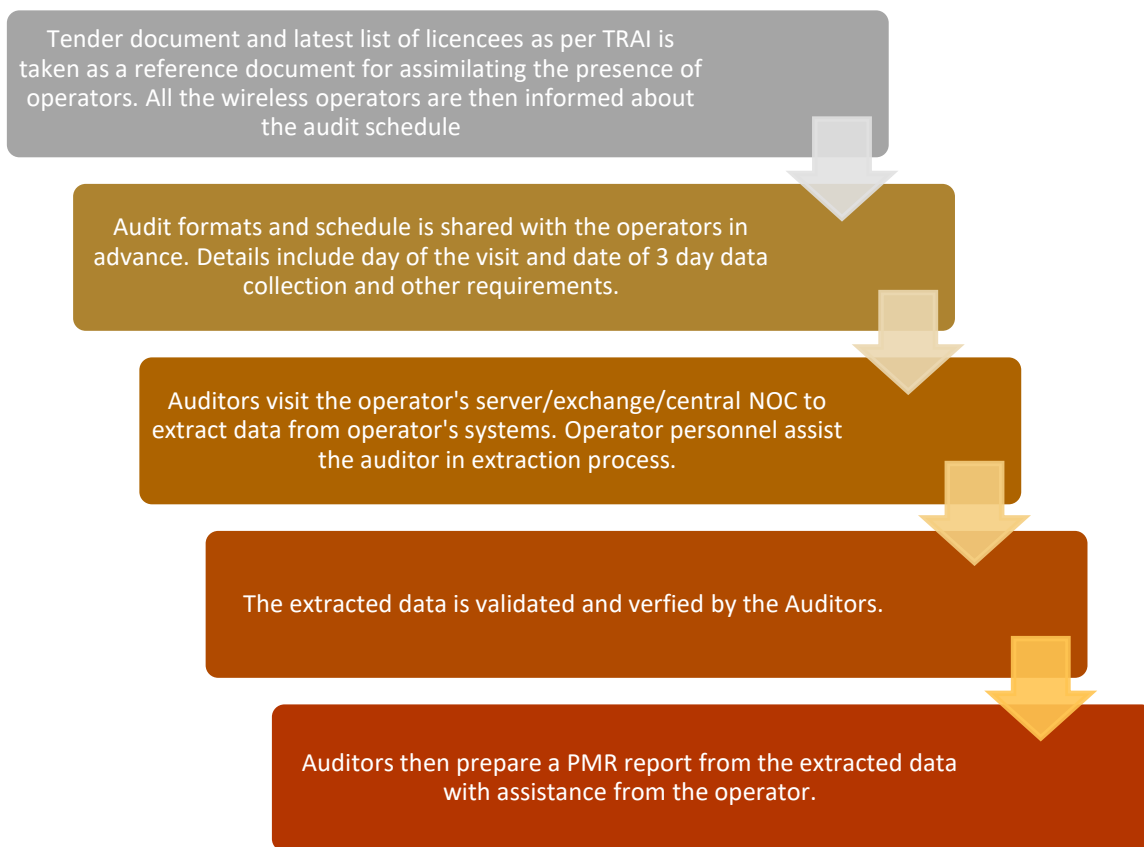 Tender document and latest list of licencees as per TRAI is
taken as a reference document for assimilating the presence of
operators. All the wireless operators are then informed about
the audit schedule
Audit formats and schedule is shared with the operators in
advance. Details include day of the visit and date of 3 day data
collection and other requirements.
Auditors visit the operator's server/exchange/central NOC to
extract data from operator's systems. Operator personnel assist
the auditor in extraction process.
The extracted data is validated and verfied by the Auditors.
Auditors then prepare a PMR report from the extracted data
with assistance from the operator.